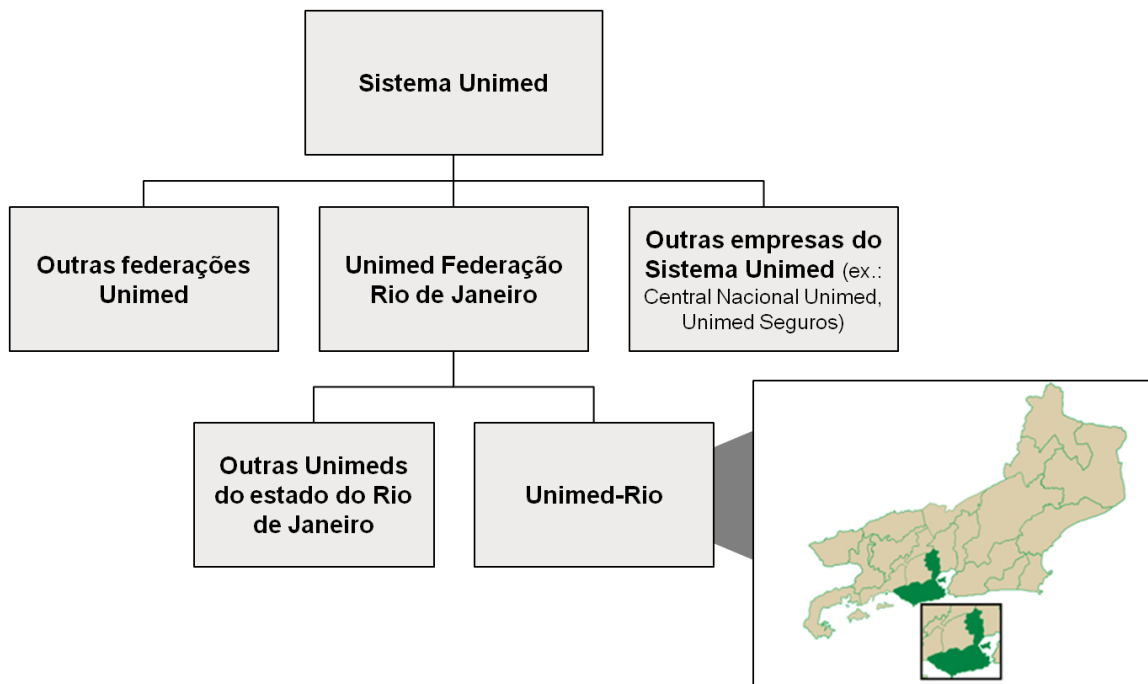 Sistema Unimed
Outras federações
Unimed
Unimed Federação
Rio de Janeiro
Outras empresas do
Sistema Unimed (ex.:
Central Nacional Unimed,
Unimed Seguros)
Outras Unimeds
do estado do Rio
de Janeiro
Unimed-Rio